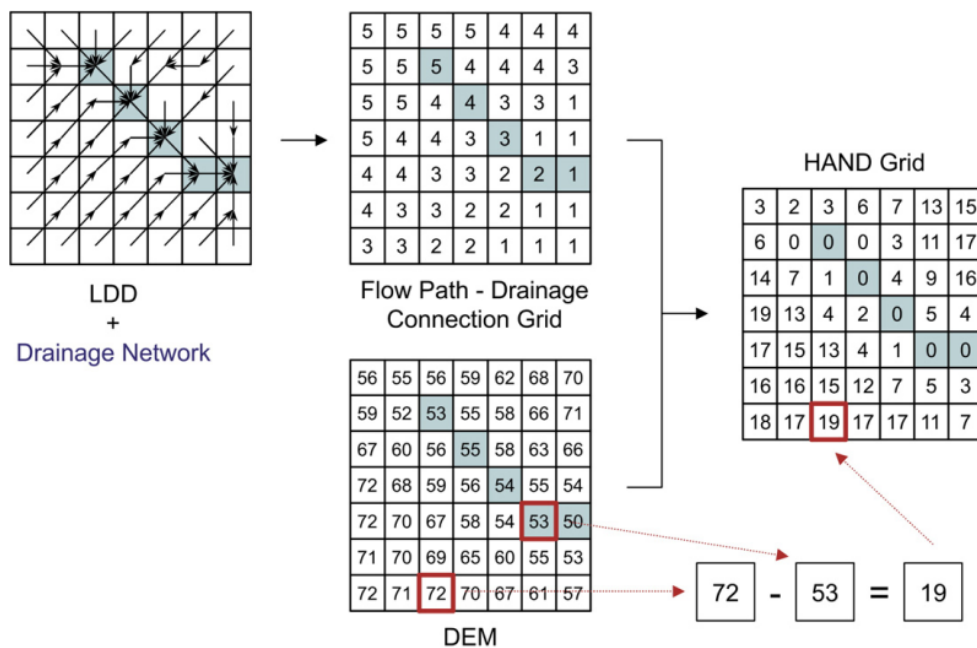 5 5 5 5 4 4 4
5 5 5 4 4 4 3
5 5 4 4 3 3 1
5 4 4 3 3 1 1
4 4 3 3 2 2 1
4 3 3 2 2 1 1
3 3 2 2 1 1 1
LDD
+
Drainage Network
Flow Path - Drainage
Connection Grid
56 55 56 59 62 68 70
59 52 53 55 58 66 71
67 60 56 55 58 63 66
72 68 59 56 54 55 54
72 70 67 58 54 53 50
71 70 69 65 60 55 53
72 71 72 70 67 61 57
DEM
HAND Grid
3 2 3 6 7 13 15
6 0 0 0 3 11 17
14 7 1 0 4 9 16
19 13 4 2 0 5 4
17 15 13 4 1 0 0
16 16 15 12 7 5 3
18 17 19 17 17 11 7
72 - 53 = 19